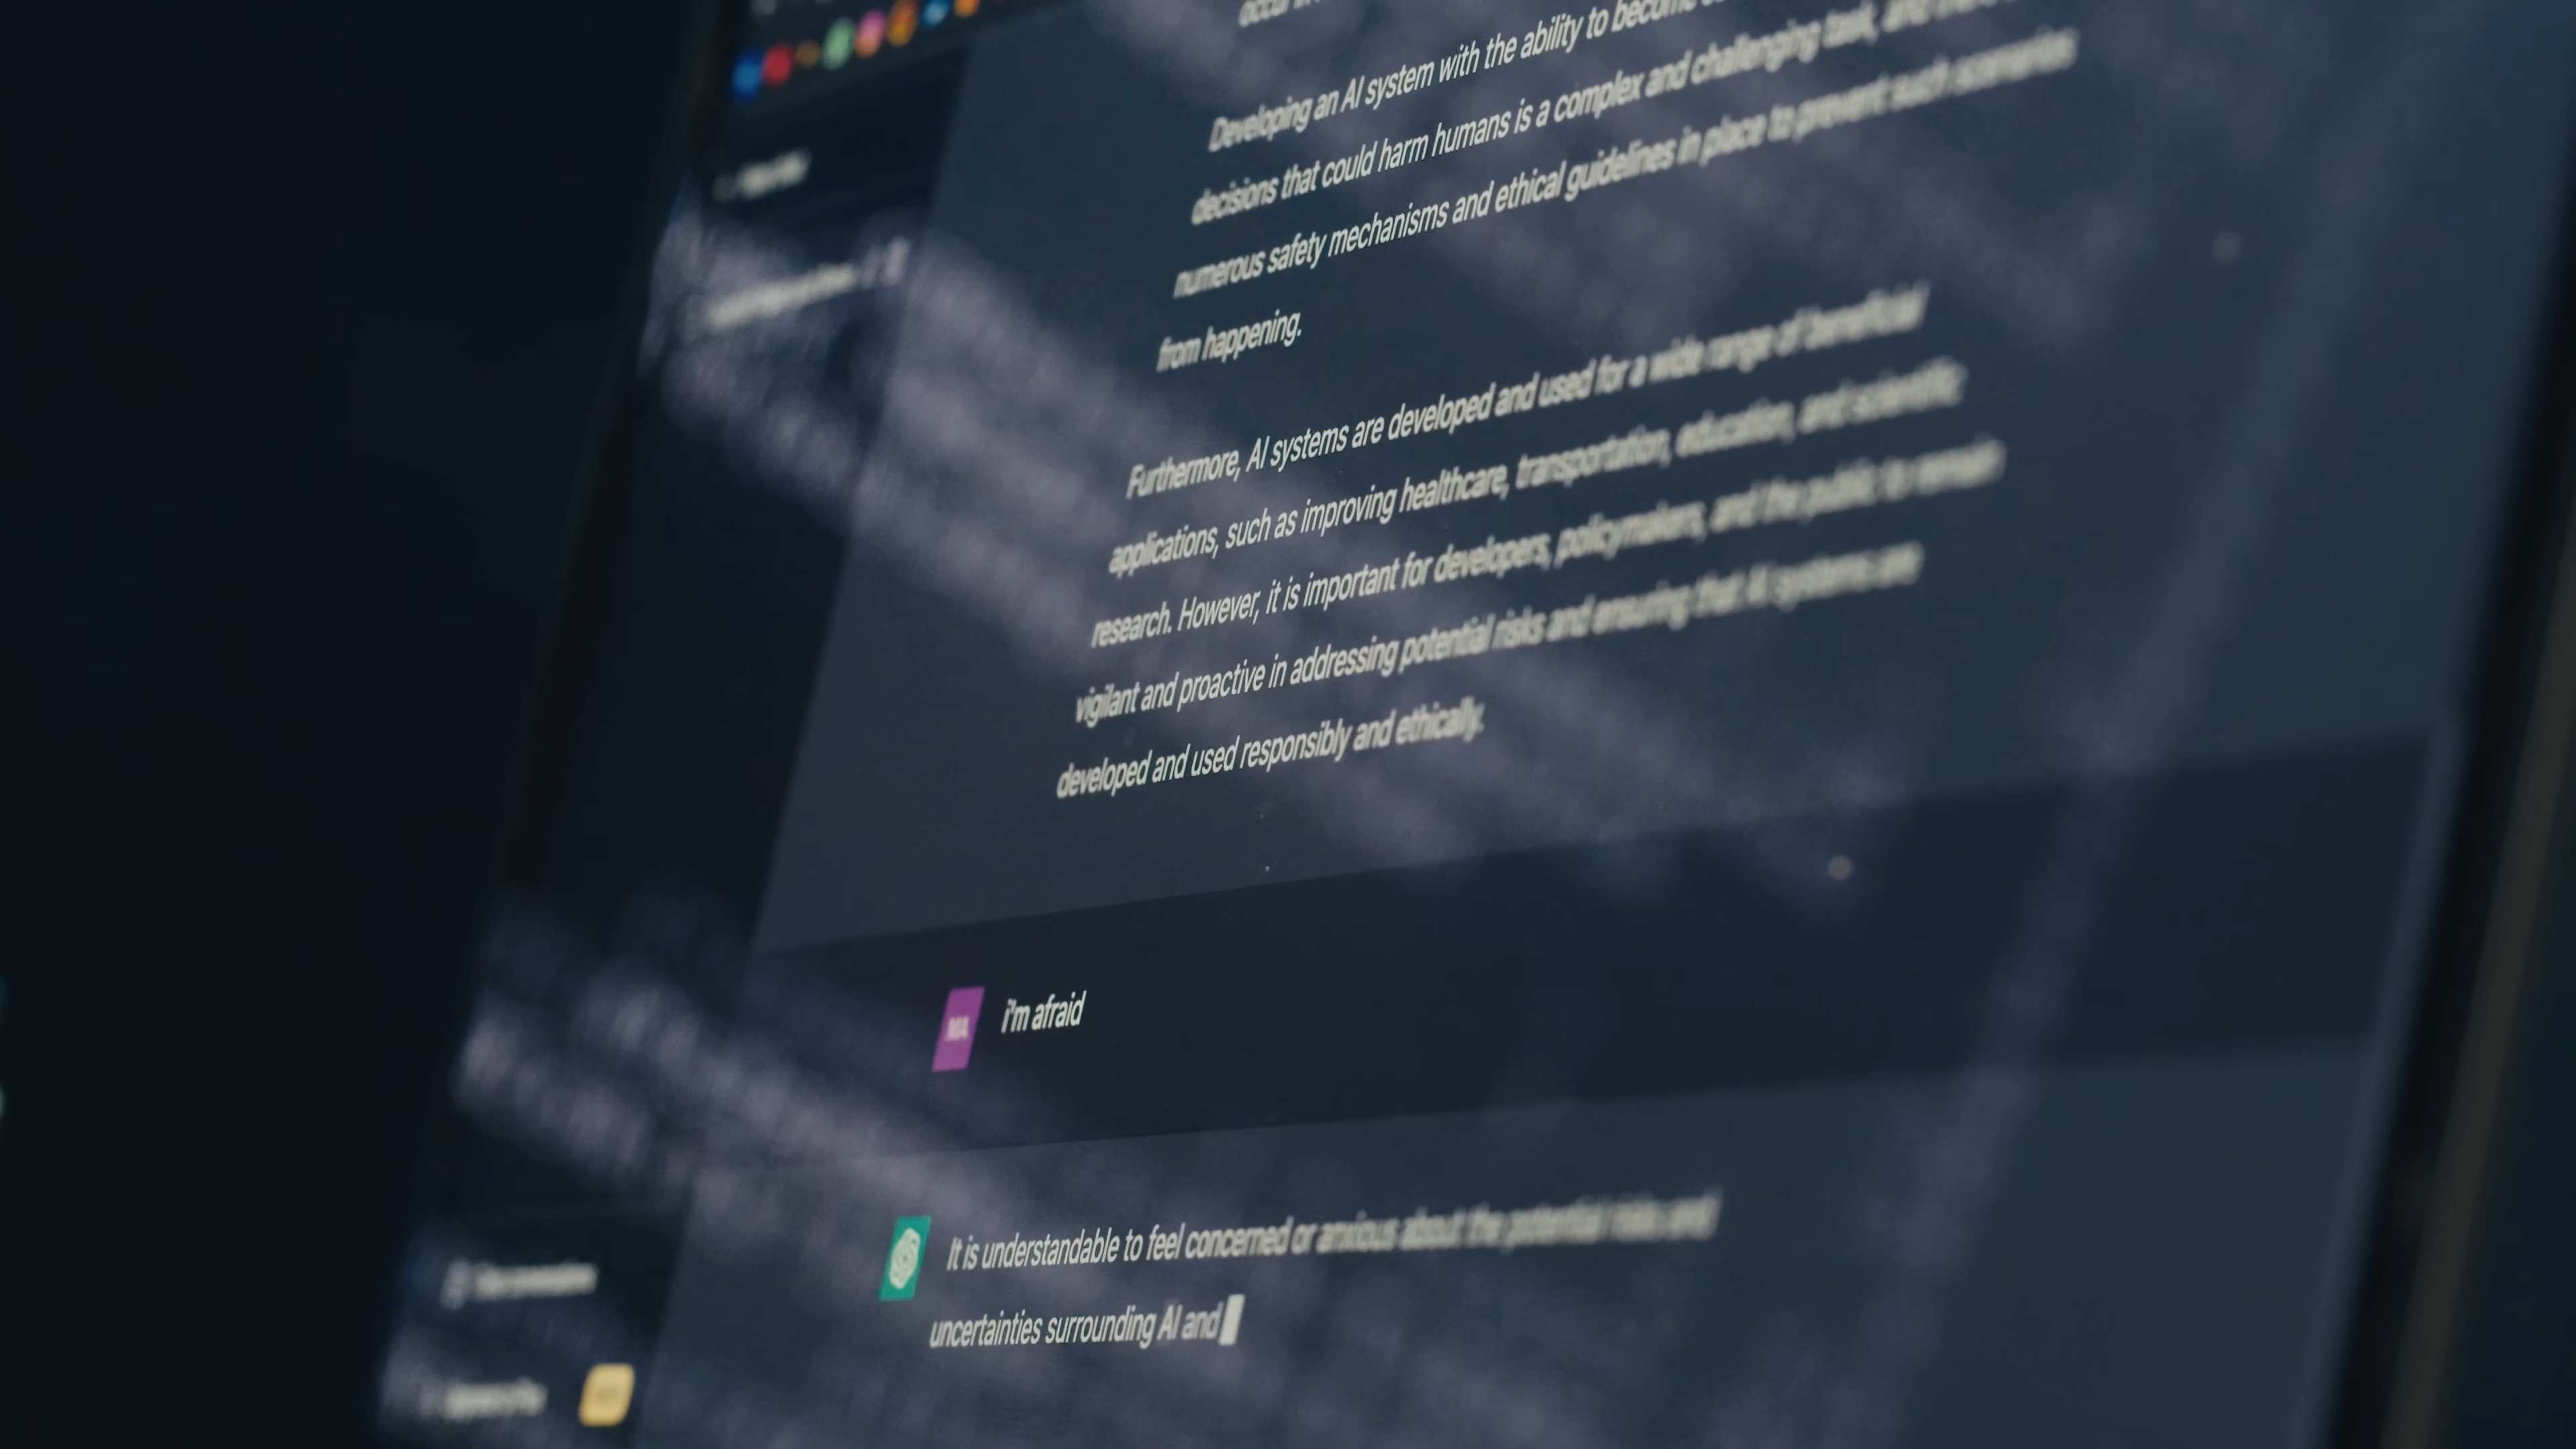 Developing an AI system with the ability to become
decisions that could harm humans is a complex and challenging task, and
numerous safety mechanisms and ethical guidelines in place to prevent such scenarios
from happening.
Furthermore, AI systems are developed and used for a wide range of beneficial
applications, such as improving healthcare, transportation, education, and scientific
research. However, it is important for developers, policymakers, and the public to remain
vigilant and proactive in addressing potential risks and ensuring that AI systems are
developed and used responsibly and ethically.
MA
i'm afraid
It is understandable to feel concerned or anxious about the potential risks and
uncertainties surrounding AI and